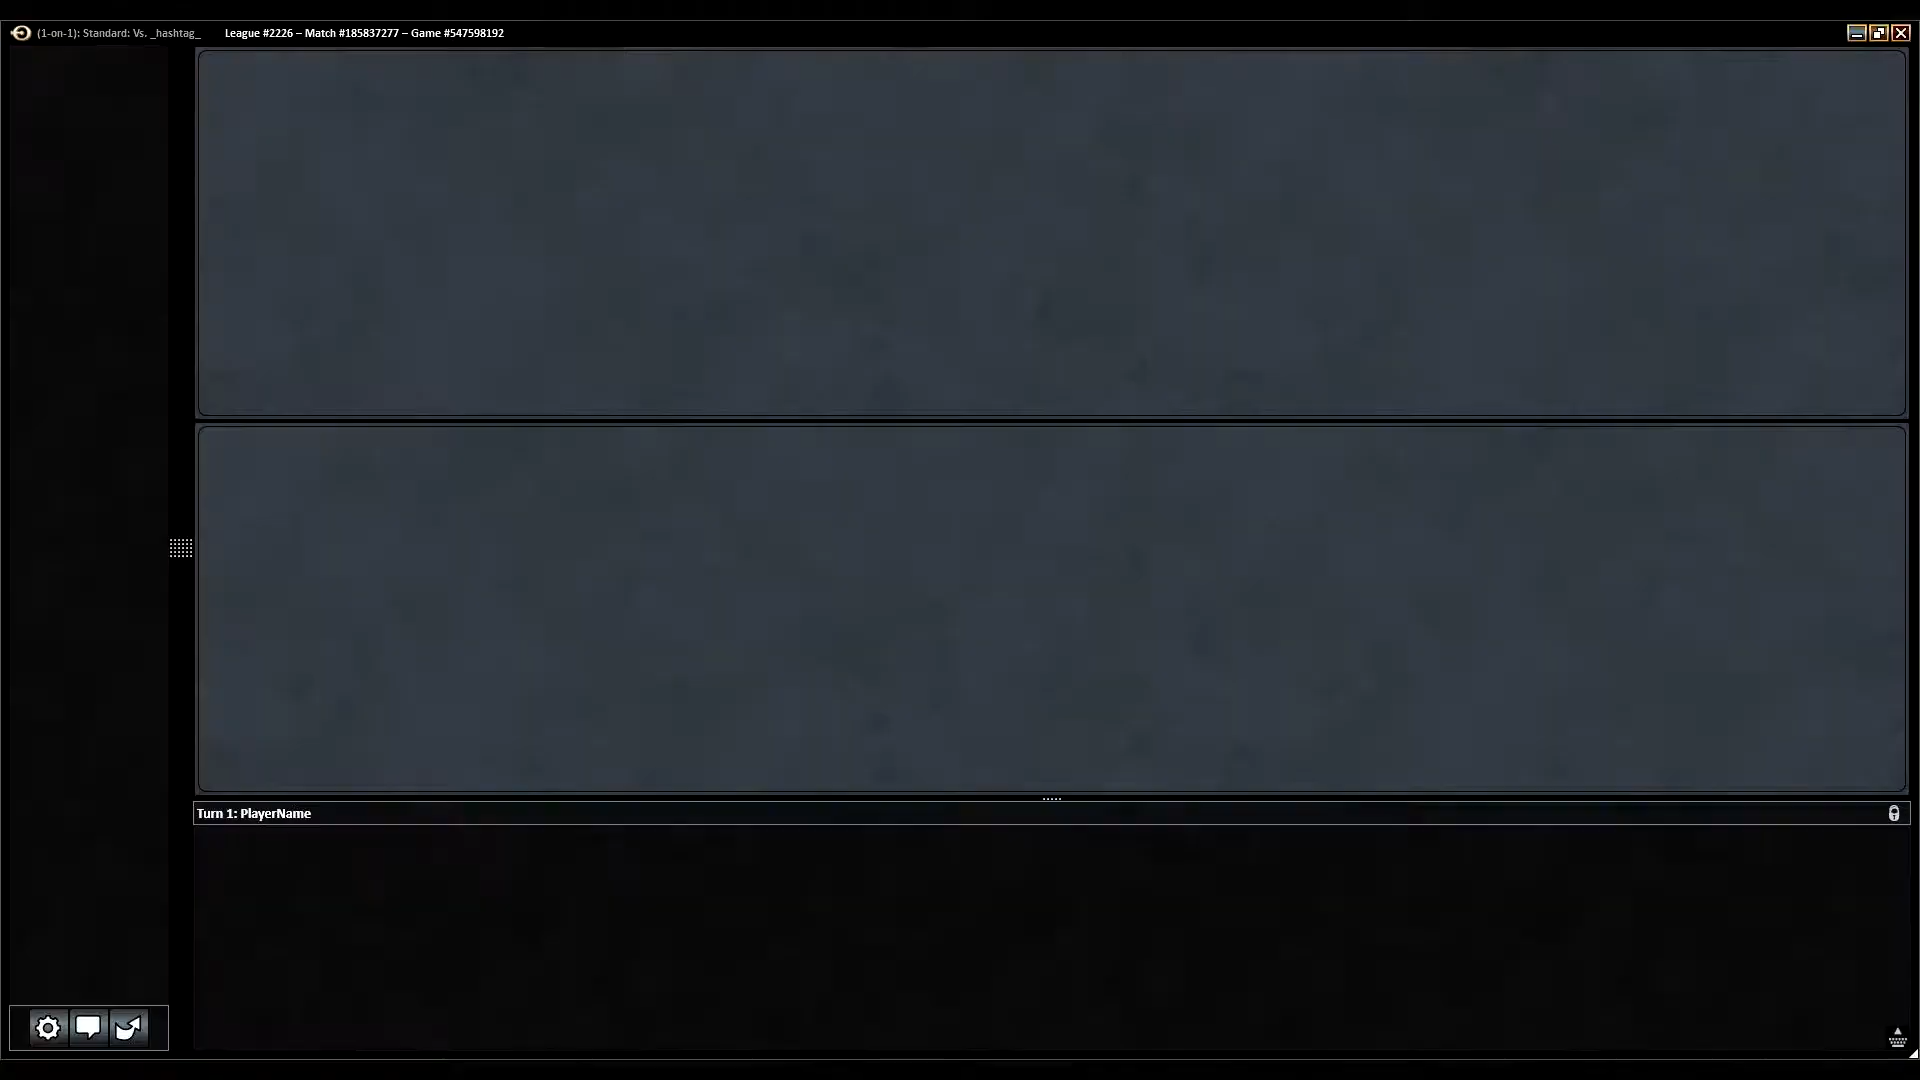 (1-on-1): Standard: Vs. _hashtag_
League #2226 – Match #185837277 – Game #547598192
Turn 1: PlayerName